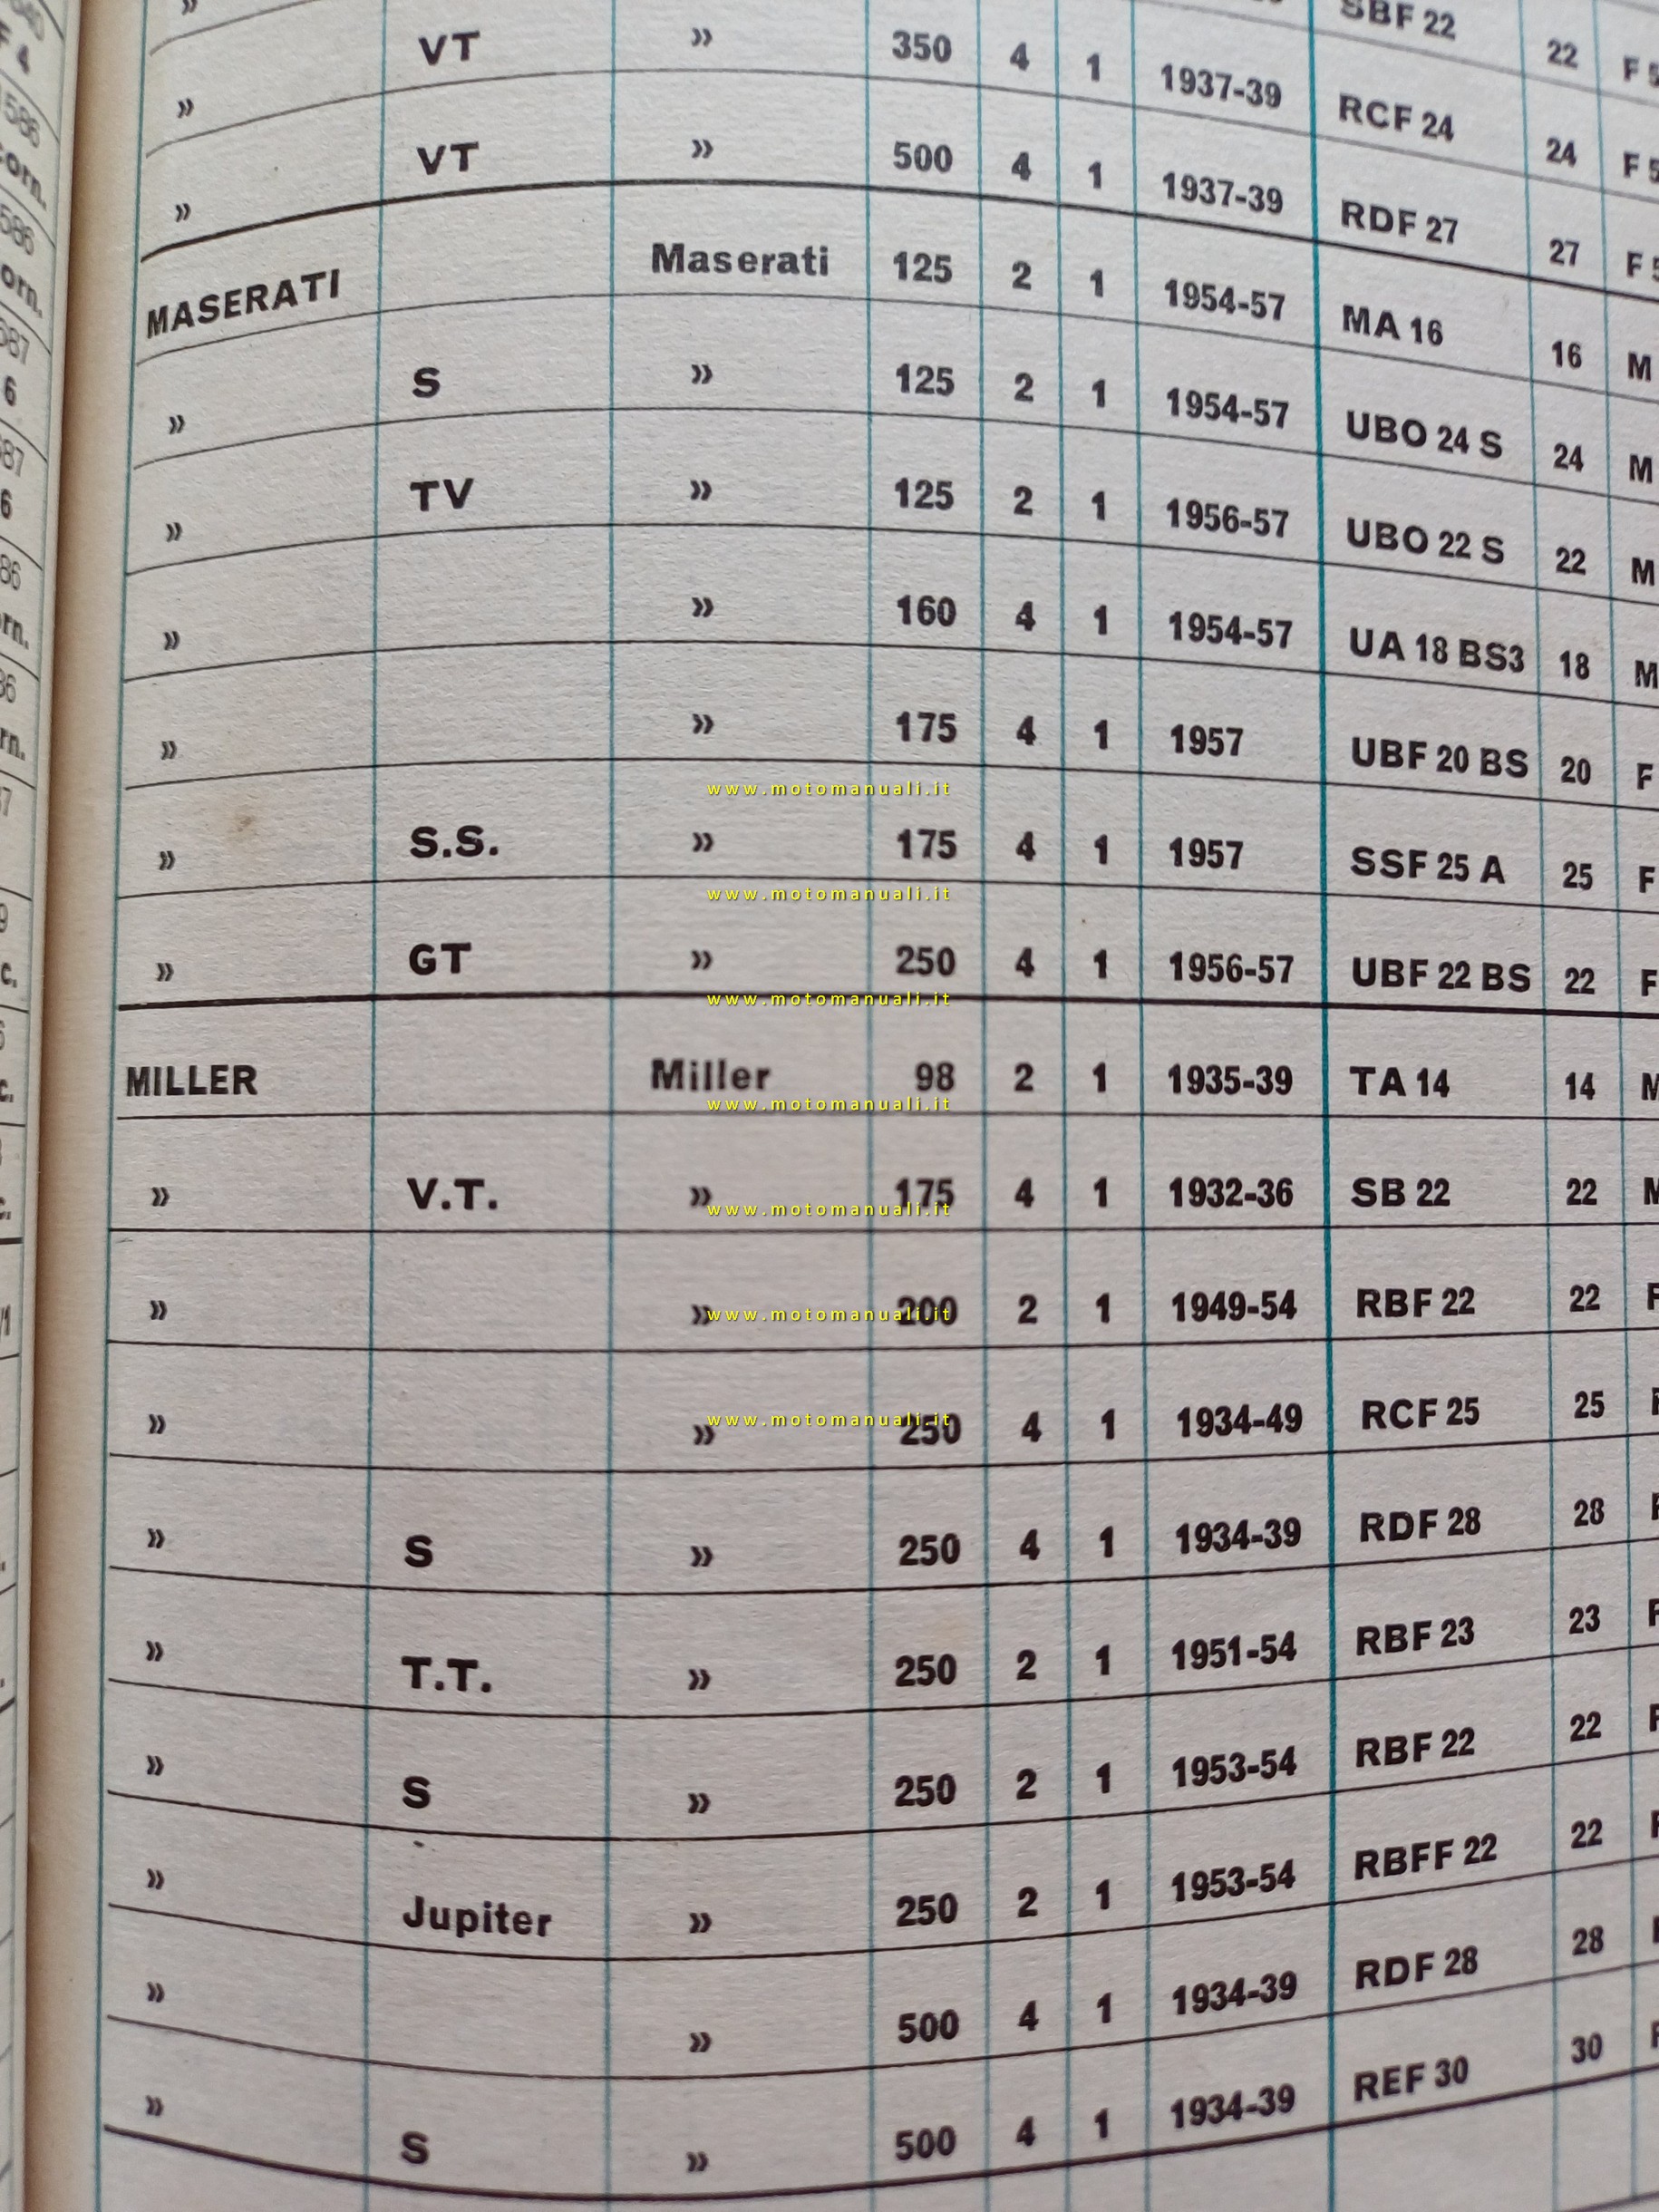 » SBF 22 22 F 5
» VT » 350 4 1 1937-39 RCF 24 24 F 5
» VT » 500 4 1 1937-39 RDF 27 27 F 5
MASERATI Maserati 125 2 1 1954-57 MA 16 16 M
» S » 125 2 1 1954-57 UBO 24 S 24 M
» TV » 125 2 1 1956-57 UBO 22 S 22 M
» » 160 4 1 1954-57 UA 18 BS3 18 M
» » 175 4 1 1957 UBF 20 BS 20 F
www.motomanuali.it
» S.S. » 175 4 1 1957 SSF 25 A 25 F
www.motomanuali.it
» GT » 250 4 1 1956-57 UBF 22 BS 22 F
www.motomanuali.it
MILLER Miller 98 2 1 1935-39 TA 14 14 M
www.motomanuali.it
» V.T. » 175 4 1 1932-36 SB 22 22 M
www.motomanuali.it
» » 200 2 1 1949-54 RBF 22 22 F
www.motomanuali.it
» » 250 4 1 1934-49 RCF 25 25
www.motomanuali.it
» S » 250 4 1 1934-39 RDF 28 28
» T.T. » 250 2 1 1951-54 RBF 23 23 F
» S » 250 2 1 1953-54 RBF 22 22
» Jupiter » 250 2 1 1953-54 RBFF 22 22
» » 500 4 1 1934-39 RDF 28 28
» S » 500 4 1 1934-39 REF 30 30